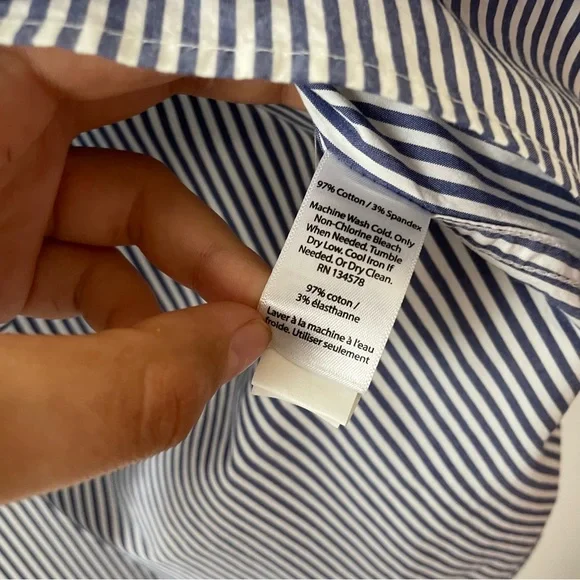 97% Cotton / 3% Spandex
Machine Wash Cold. Only
Non-Chlorine Bleach
When Needed. Tumble
Dry Low. Cool Iron If
Needed. Or Dry Clean.
RN 134578
97% coton /
3% élasthanne
Laver à la machine à l'eau
froide. Utiliser seulement